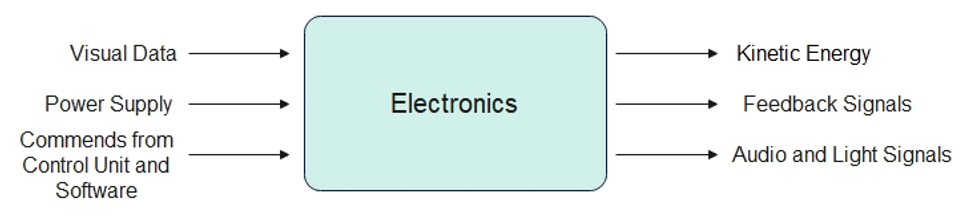 Visual Data
Power Supply
Commends from
Control Unit and
Software
Electronics
Kinetic Energy
Feedback Signals
Audio and Light Signals